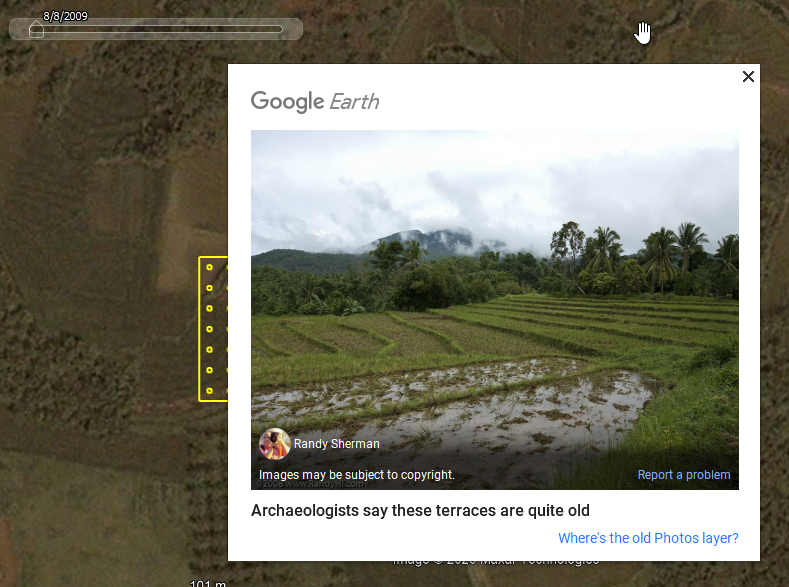 8/8/2009
Google Earth
Randy Sherman
Images may be subject to copyright.
Report a problem
Archaeologists say these terraces are quite old
Where's the old Photos layer?
Image © 2020 Maxar Technologies
101 m